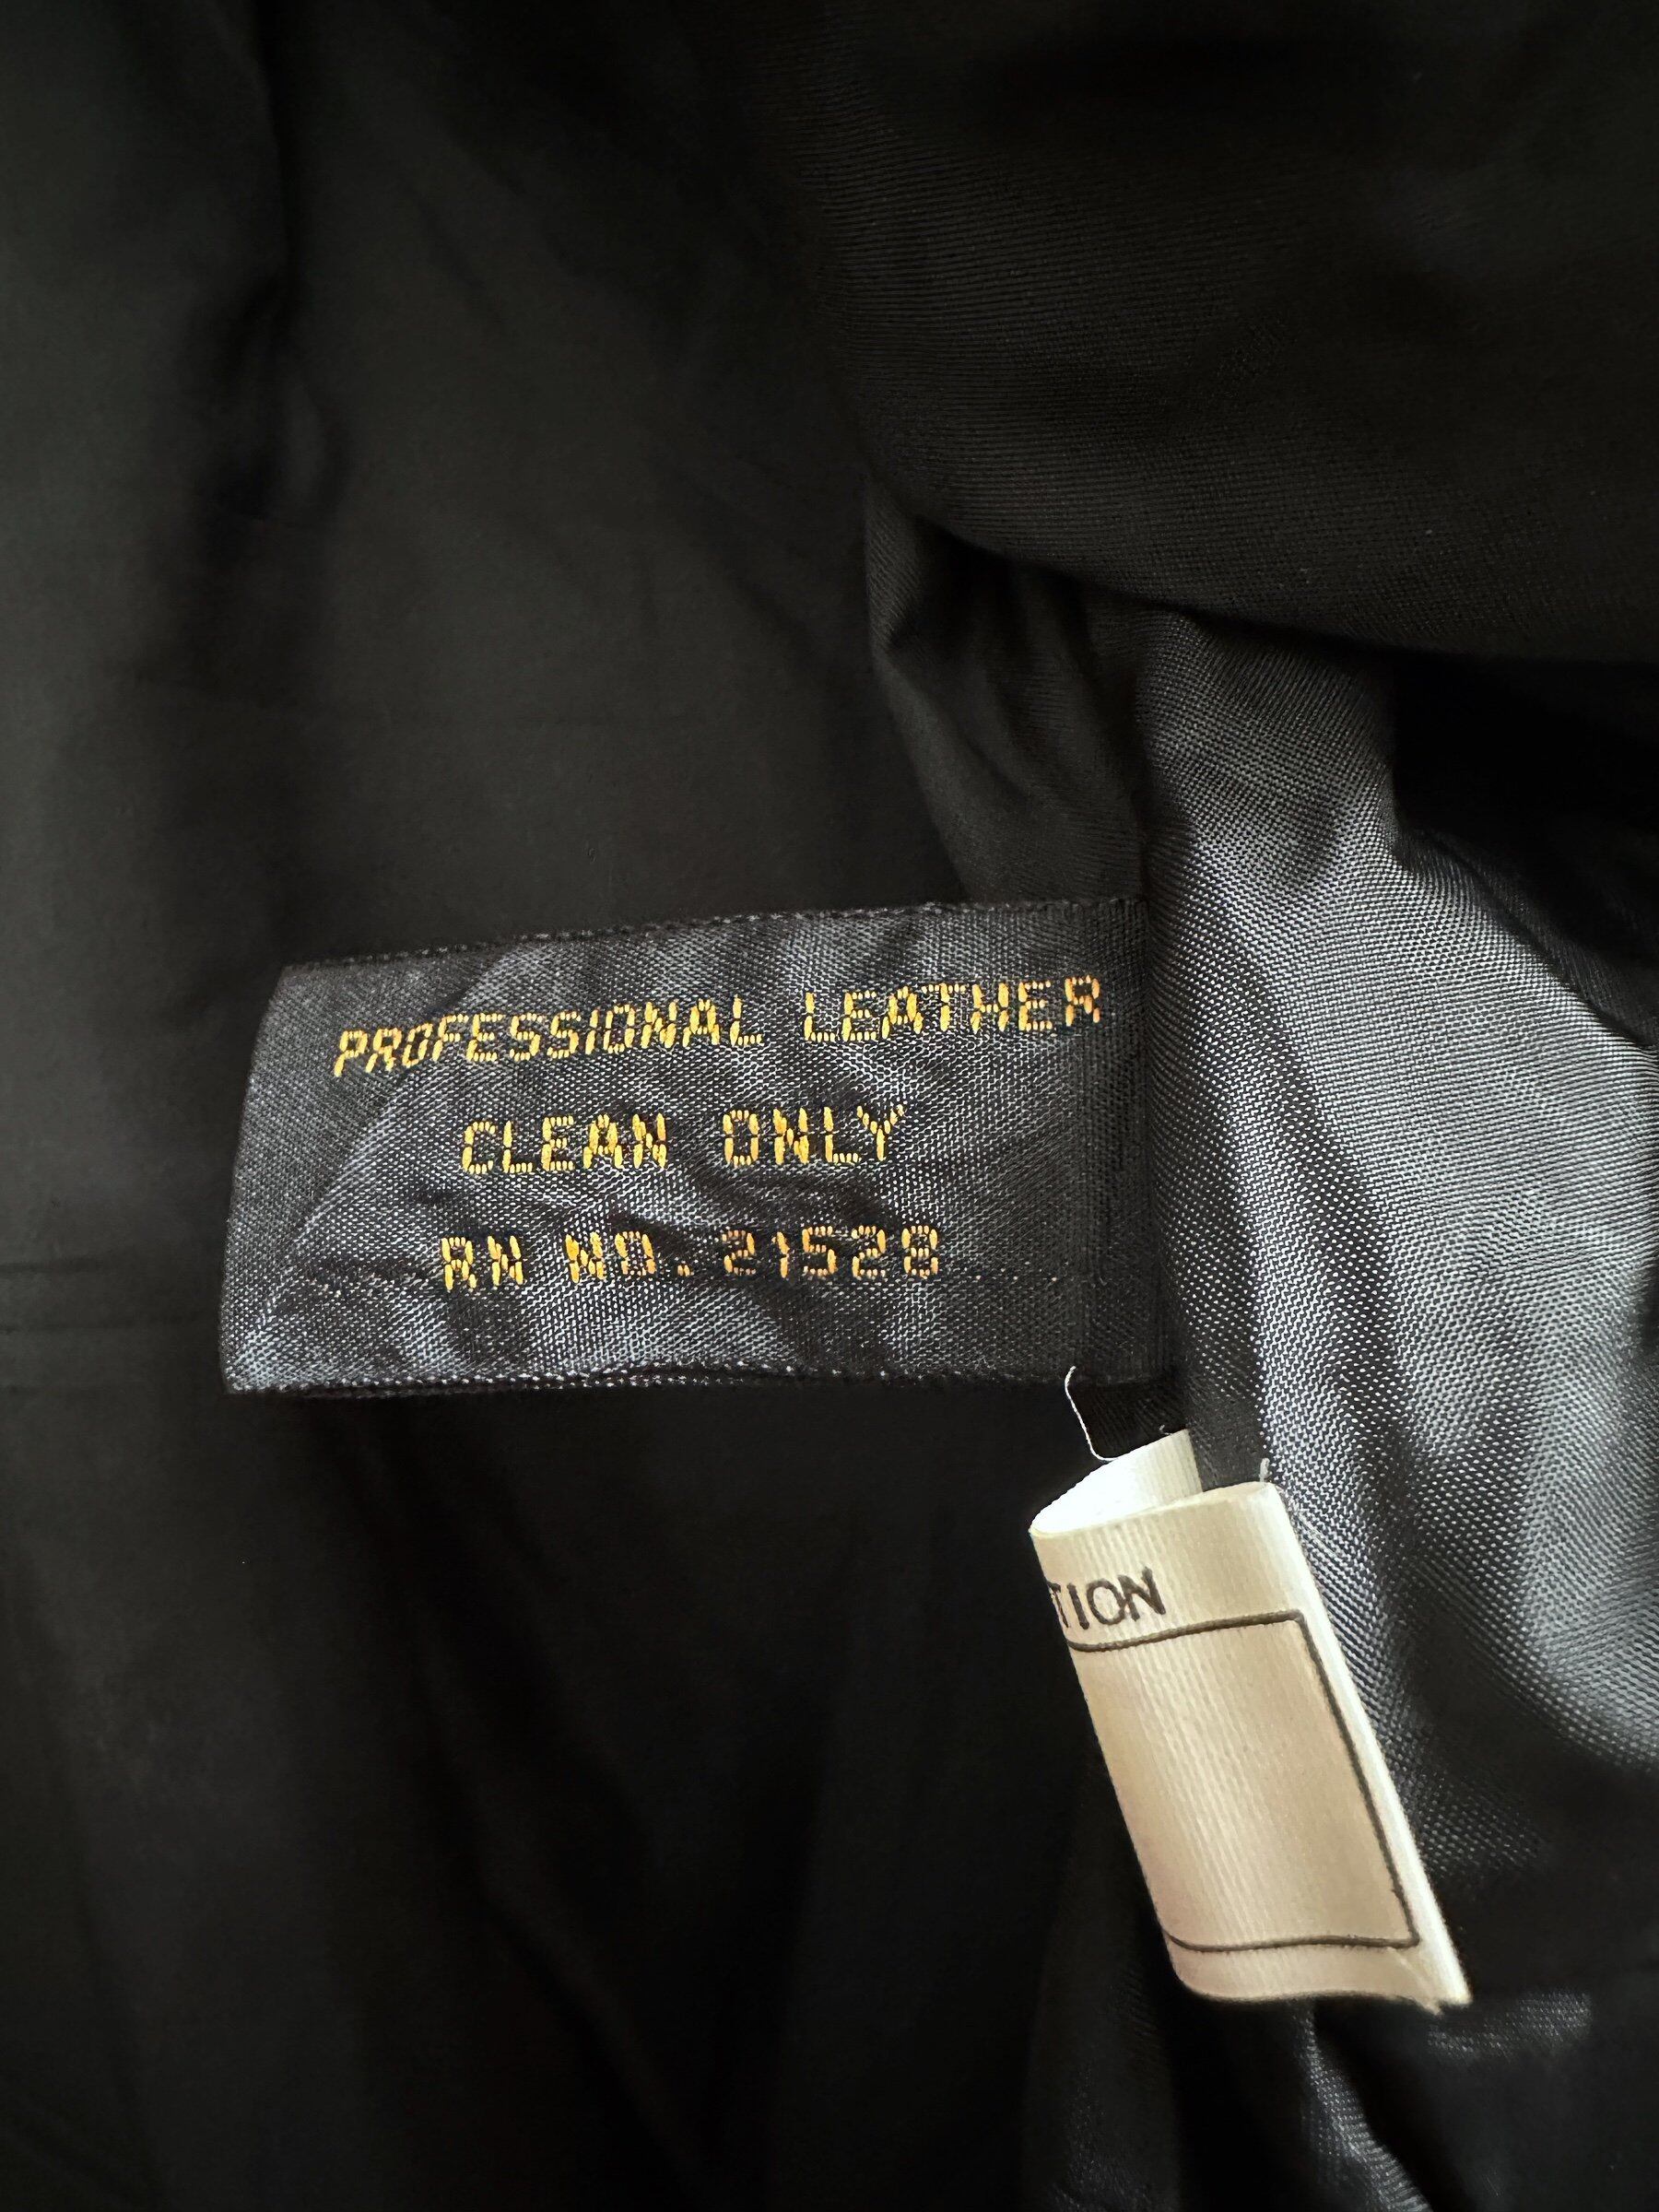 PROFESSIONAL LEATHER
CLEAN ONLY
RN NO. 21528
TION